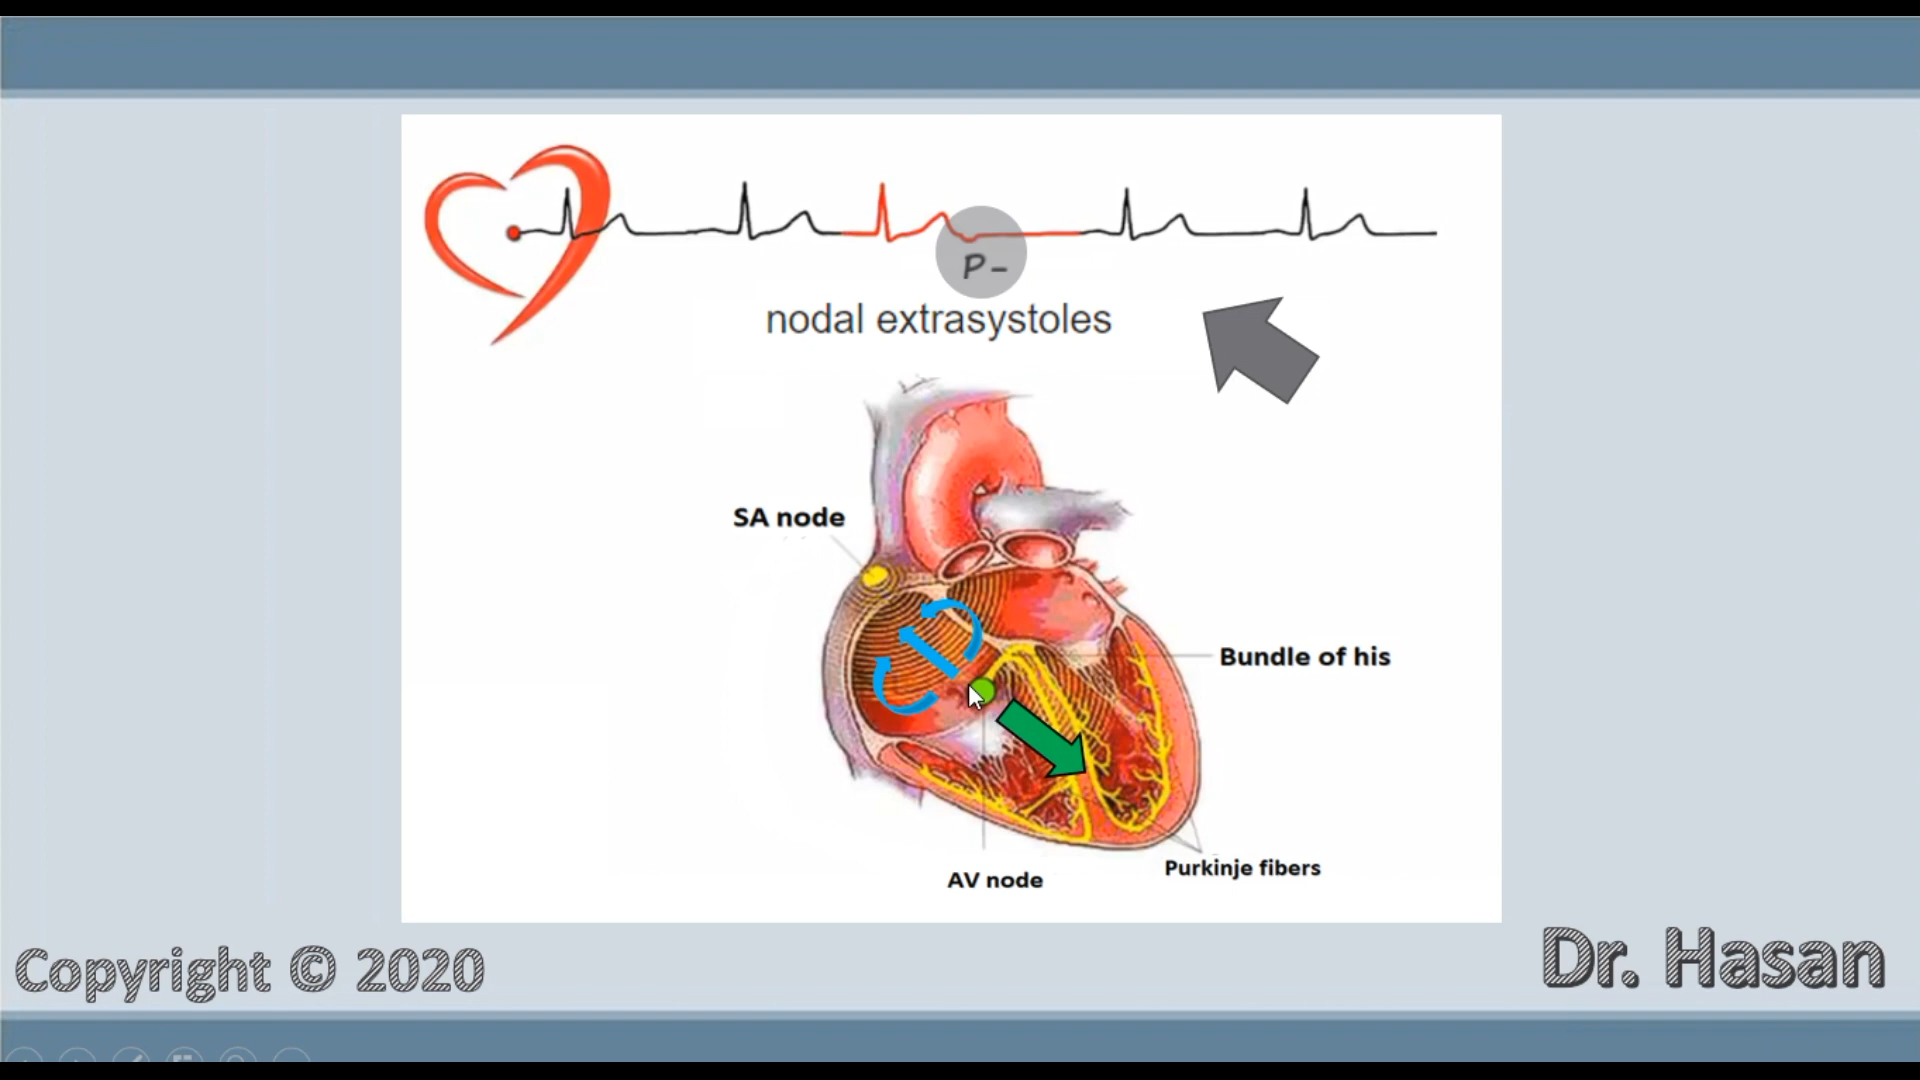 P-
nodal extrasystoles
SA node
Bundle of his
Purkinje fibers
AV node
Copyright © 2020
Dr. Hasan